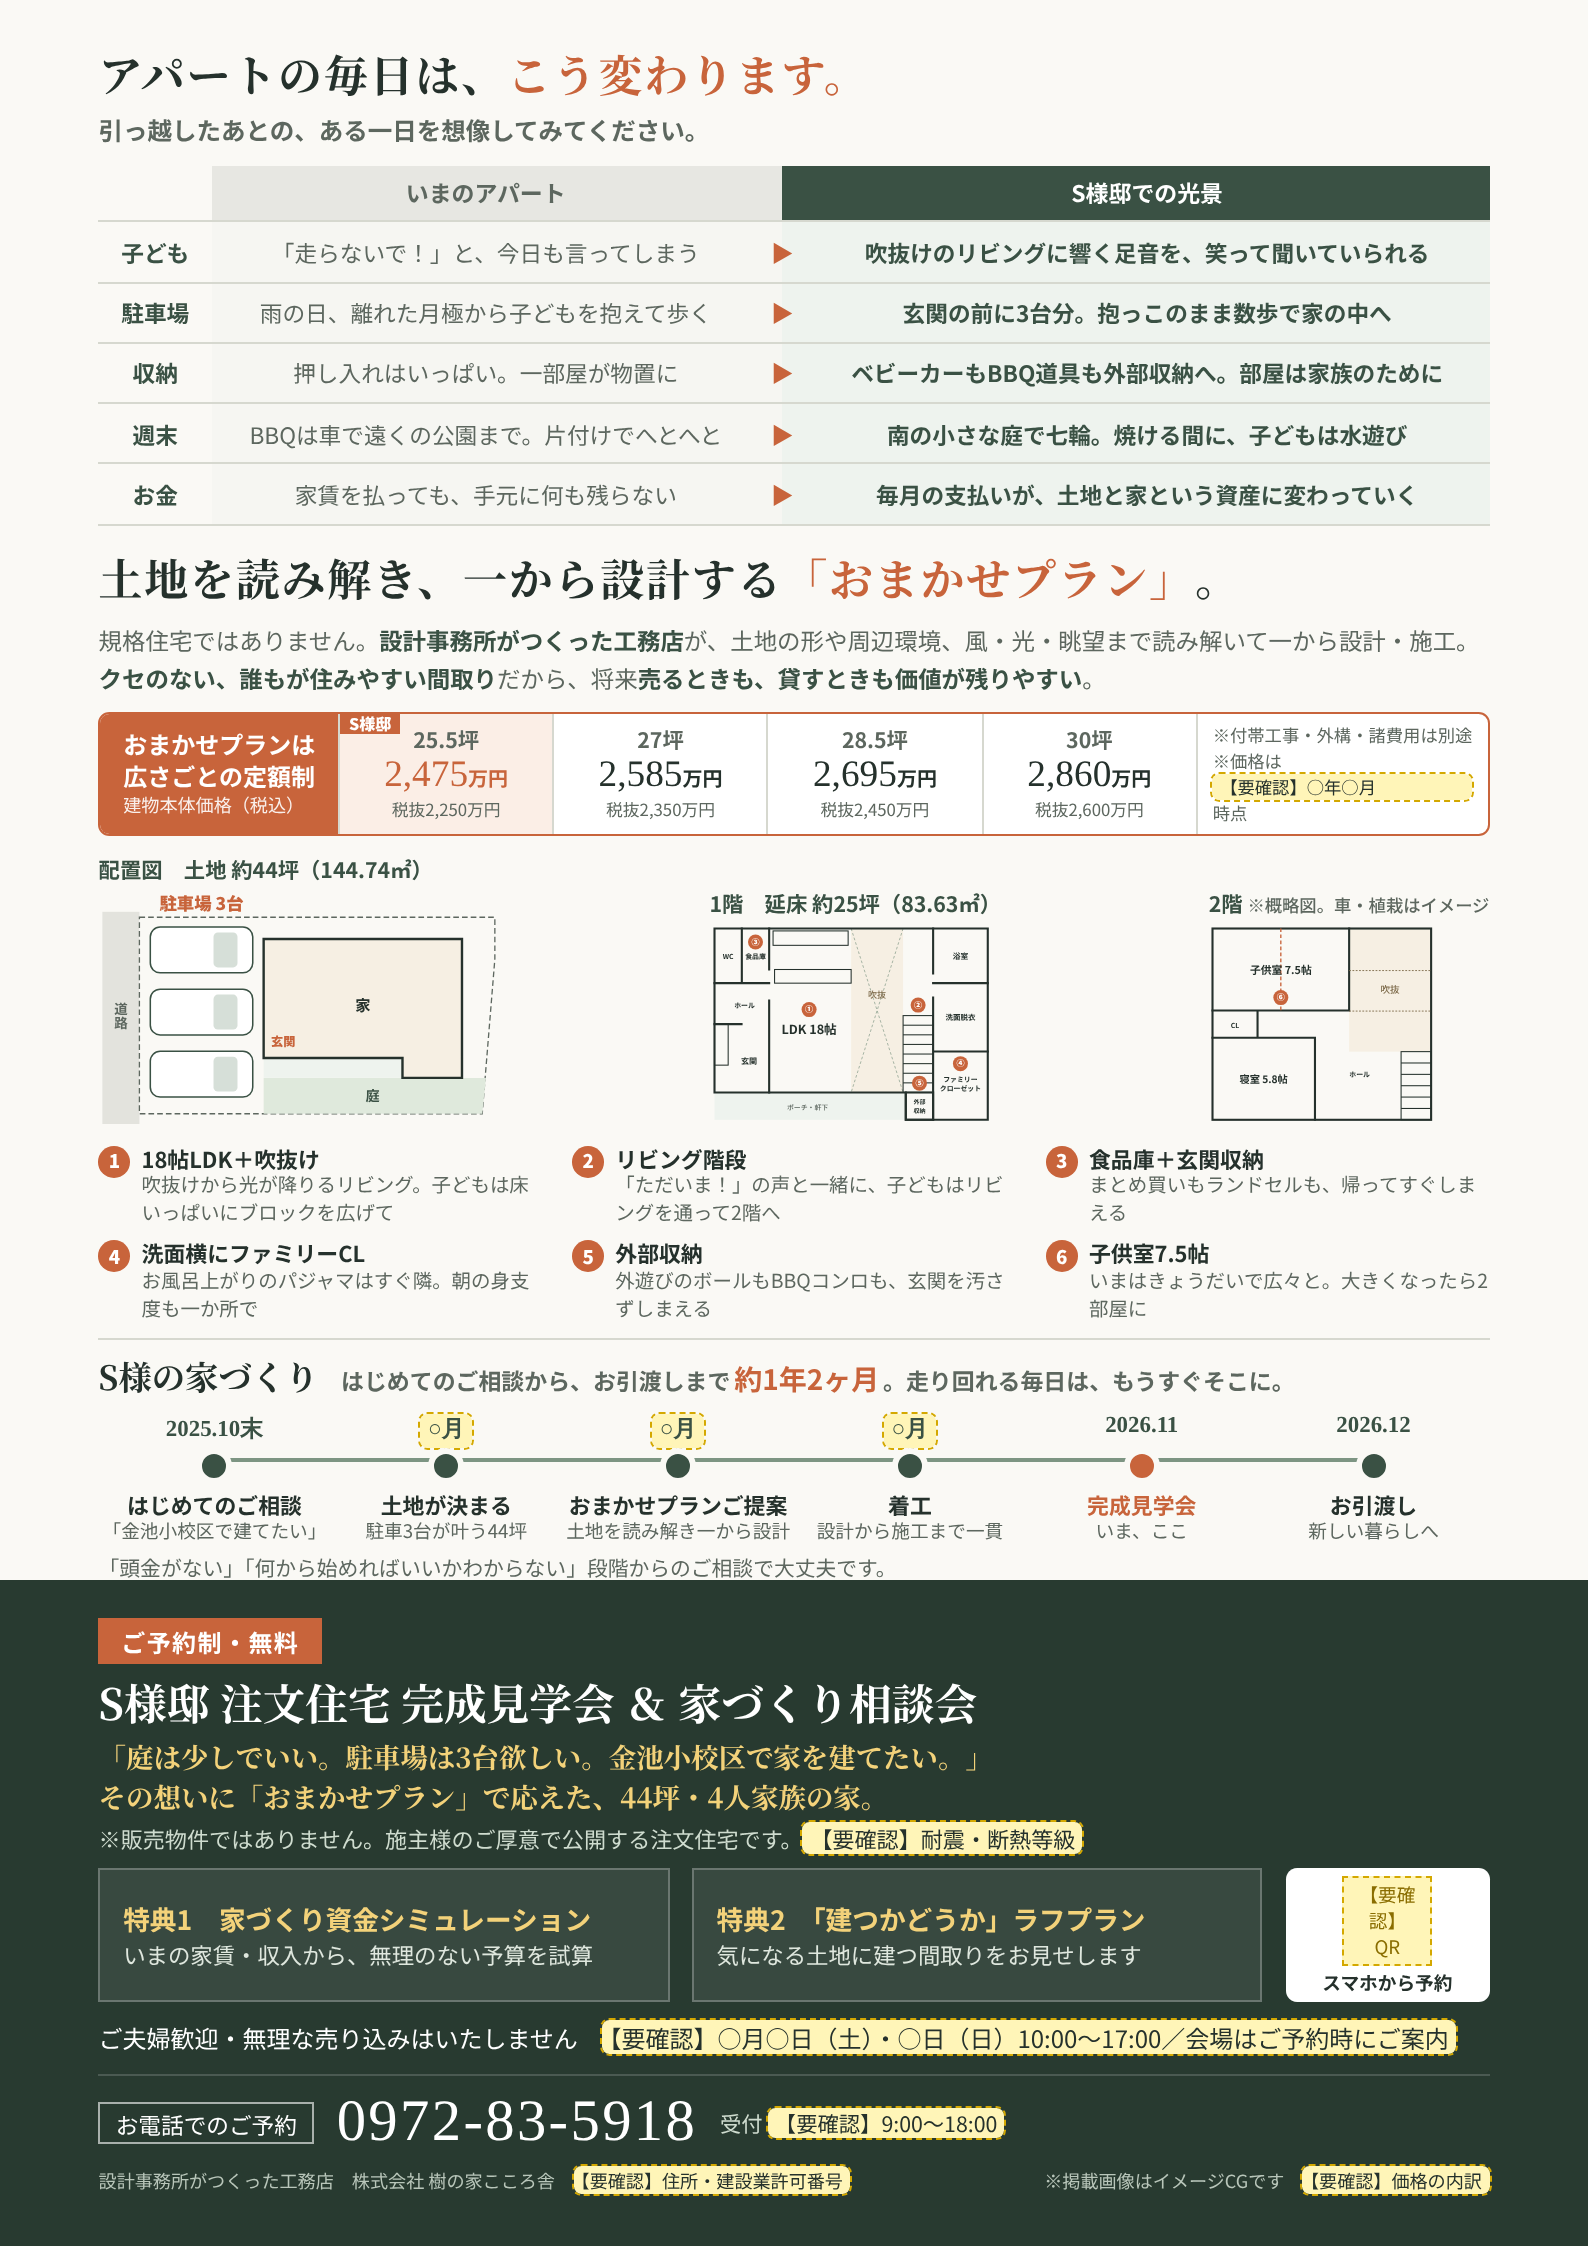 アパートの毎日は、こう変わります。
引っ越したあとの、ある一日を想像してみてください。
いまのアパート S様邸での光景
子ども 「走らないで！」と、今日も言ってしまう ▶ 吹抜けのリビングに響く足音を、笑って聞いていられる
駐車場 雨の日、離れた月極から子どもを抱えて歩く ▶ 玄関の前に3台分。抱っこのまま数歩で家の中へ
収納 押し入れはいっぱい。一部屋が物置に ▶ ベビーカーもBBQ道具も外部収納へ。部屋は家族のために
週末 BBQは車で遠くの公園まで。片付けでへとへと ▶ 南の小さな庭で七輪。焼ける間に、子どもは水遊び
お金 家賃を払っても、手元に何も残らない ▶ 毎月の支払いが、土地と家という資産に変わっていく
土地を読み解き、一から設計する「おまかせプラン」。
規格住宅ではありません。設計事務所がつくった工務店が、土地の形や周辺環境、風・光・眺望まで読み解いて一から設計・施工。
クセのない、誰もが住みやすい間取りだから、将来売るときも、貸すときも価値が残りやすい。
おまかせプランは
広さごとの定額制
建物本体価格（税込）
S様邸
25.5坪
2,475万円
税抜2,250万円
27坪
2,585万円
税抜2,350万円
28.5坪
2,695万円
税抜2,450万円
30坪
2,860万円
税抜2,600万円
※付帯工事・外構・諸費用は別途
※価格は
【要確認】○年○月
時点
配置図　土地 約44坪（144.74㎡）
駐車場 3台
道路
家
玄関
庭
1階　延床 約25坪（83.63㎡）
WC
③
食品庫
浴室
ホール
①
LDK 18帖
吹抜
②
洗面脱衣
玄関
④
ファミリー
クローゼット
⑤
ポーチ・軒下
外部
収納
2階 ※概略図。車・植栽はイメージ
子供室 7.5帖
⑥
吹抜
CL
寝室 5.8帖
ホール
1 18帖LDK＋吹抜け
吹抜けから光が降りるリビング。子どもは床
いっぱいにブロックを広げて
2 リビング階段
「ただいま！」の声と一緒に、子どもはリビ
ングを通って2階へ
3 食品庫＋玄関収納
まとめ買いもランドセルも、帰ってすぐしま
える
4 洗面横にファミリーCL
お風呂上がりのパジャマはすぐ隣。朝の身支
度も一か所で
5 外部収納
外遊びのボールもBBQコンロも、玄関を汚さ
ずしまえる
6 子供室7.5帖
いまはきょうだいで広々と。大きくなったら2
部屋に
S様の家づくり　はじめてのご相談から、お引渡しまで約1年2ヶ月。走り回れる毎日は、もうすぐそこに。
2025.10末 ○月 ○月 ○月 2026.11 2026.12
はじめてのご相談 土地が決まる おまかせプランご提案 着工 完成見学会 お引渡し
「金池小校区で建てたい」 駐車3台が叶う44坪 土地を読み解き一から設計 設計から施工まで一貫 いま、ここ 新しい暮らしへ
「頭金がない」「何から始めればいいかわからない」段階からのご相談で大丈夫です。
ご予約制・無料
S様邸 注文住宅 完成見学会 ＆ 家づくり相談会
「庭は少しでいい。駐車場は3台欲しい。金池小校区で家を建てたい。」
その想いに「おまかせプラン」で応えた、44坪・4人家族の家。
※販売物件ではありません。施主様のご厚意で公開する注文住宅です。【要確認】耐震・断熱等級
特典1　家づくり資金シミュレーション
いまの家賃・収入から、無理のない予算を試算
特典2　「建つかどうか」ラフプラン
気になる土地に建つ間取りをお見せします
【要確
認】
QR
スマホから予約
ご夫婦歓迎・無理な売り込みはいたしません　【要確認】○月○日（土）・○日（日）10:00〜17:00／会場はご予約時にご案内
お電話でのご予約 0972-83-5918 受付【要確認】9:00〜18:00
設計事務所がつくった工務店　株式会社 樹の家こころ舎　【要確認】住所・建設業許可番号
※掲載画像はイメージCGです　【要確認】価格の内訳